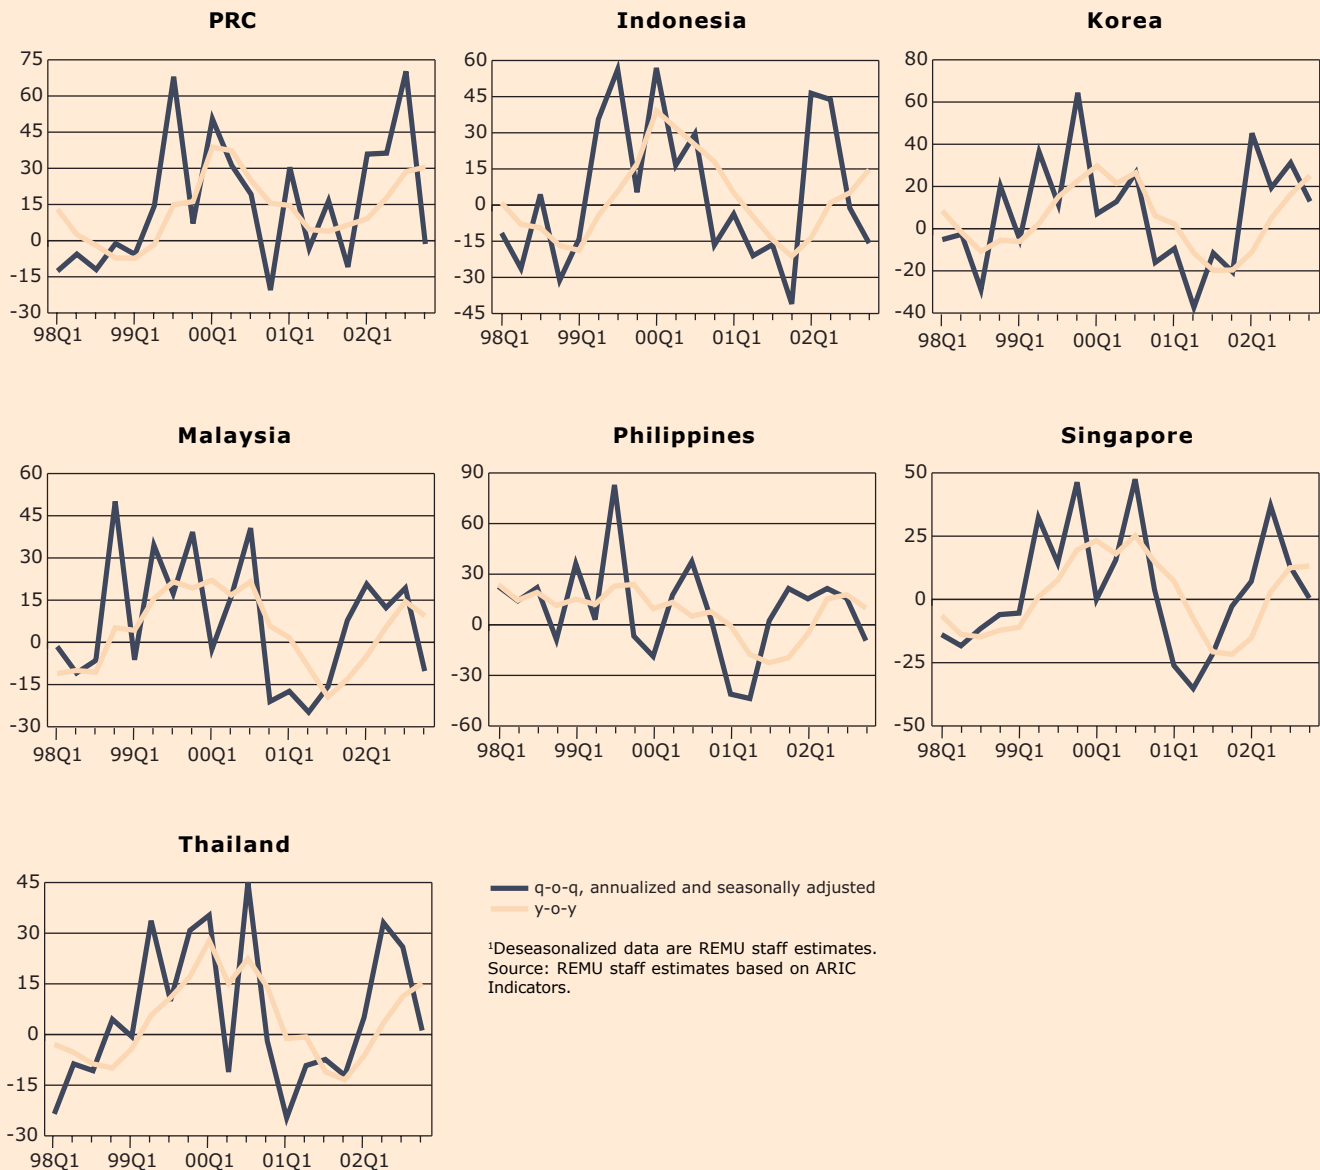 PRC
75
60
45
30
15
0
-15
-30
98Q1 99Q1 00Q1 01Q1 02Q1
Indonesia
60
45
30
15
0
-15
-30
-45
98Q1 99Q1 00Q1 01Q1 02Q1
Korea
80
60
40
20
0
-20
-40
98Q1 99Q1 00Q1 01Q1 02Q1
Malaysia
60
45
30
15
0
-15
-30
98Q1 99Q1 00Q1 01Q1 02Q1
Philippines
90
60
30
0
-30
-60
98Q1 99Q1 00Q1 01Q1 02Q1
Singapore
50
25
0
-25
-50
98Q1 99Q1 00Q1 01Q1 02Q1
Thailand
45
30
15
0
-15
-30
98Q1 99Q1 00Q1 01Q1 02Q1
q-o-q, annualized and seasonally adjusted
y-o-y
¹Deseasonalized data are REMU staff estimates.
Source: REMU staff estimates based on ARIC
Indicators.